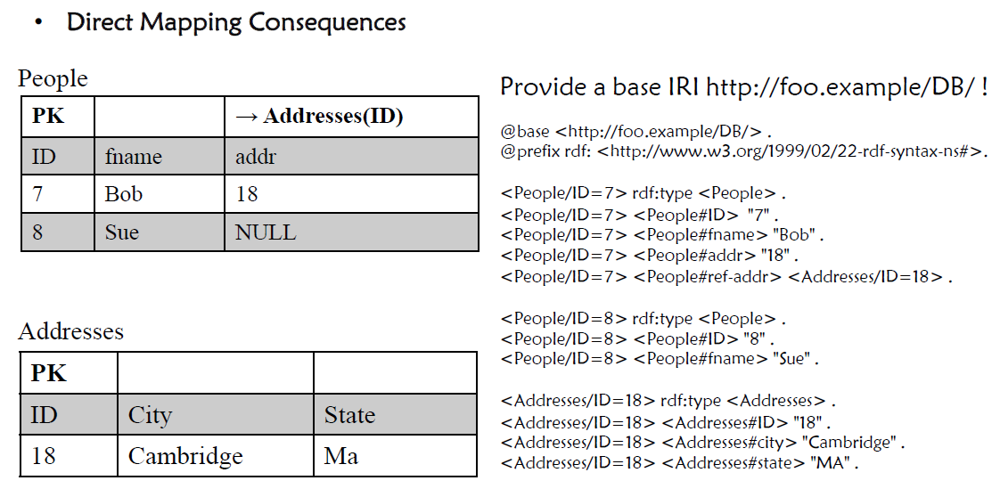 • Direct Mapping Consequences
People
PK → Addresses(ID)
ID fname addr
7 Bob 18
8 Sue NULL
Addresses
PK
ID City State
18 Cambridge Ma
Provide a base IRI http://foo.example/DB/ !
@base <http://foo.example/DB/> .
@prefix rdf: <http://www.w3.org/1999/02/22-rdf-syntax-ns#>.
<People/ID=7> rdf:type <People> .
<People/ID=7> <People#ID> "7" .
<People/ID=7> <People#fname> "Bob" .
<People/ID=7> <People#addr> "18" .
<People/ID=7> <People#ref-addr> <Addresses/ID=18> .
<People/ID=8> rdf:type <People> .
<People/ID=8> <People#ID> "8" .
<People/ID=8> <People#fname> "Sue" .
<Addresses/ID=18> rdf:type <Addresses> .
<Addresses/ID=18> <Addresses#ID> "18" .
<Addresses/ID=18> <Addresses#city> "Cambridge" .
<Addresses/ID=18> <Addresses#state> "MA" .